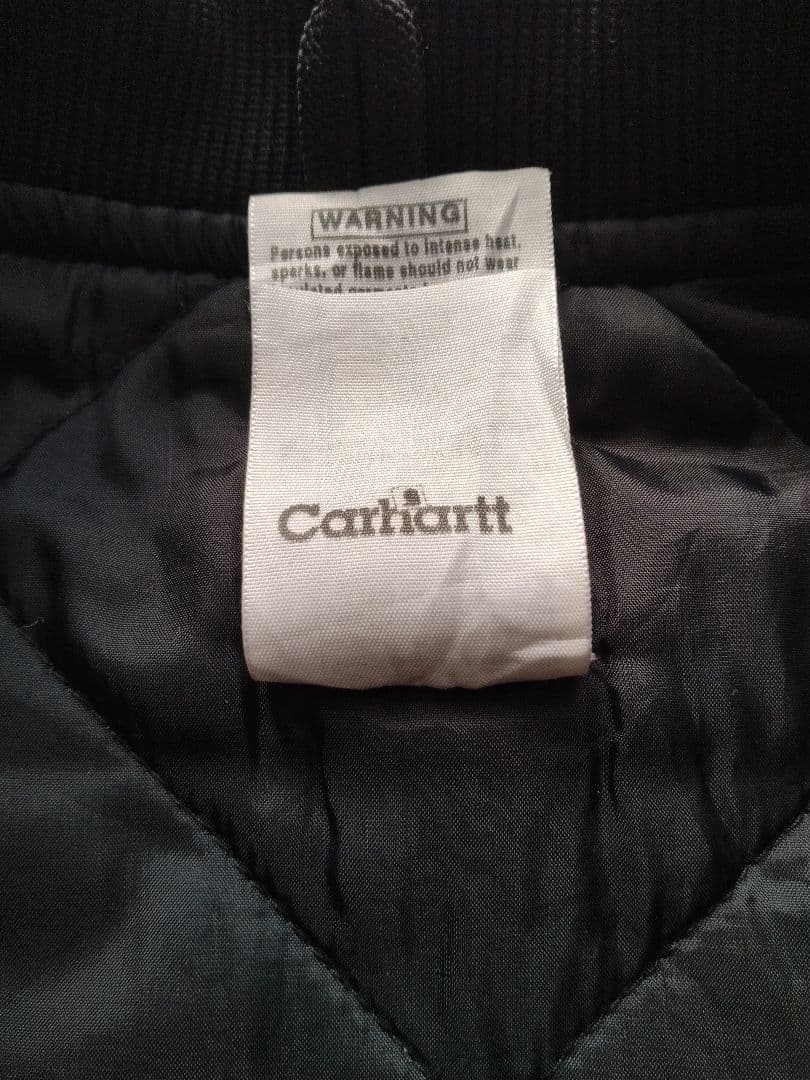 WARNING
Persons exposed to intense heat,
sparks, or flame should not wear
Carhartt